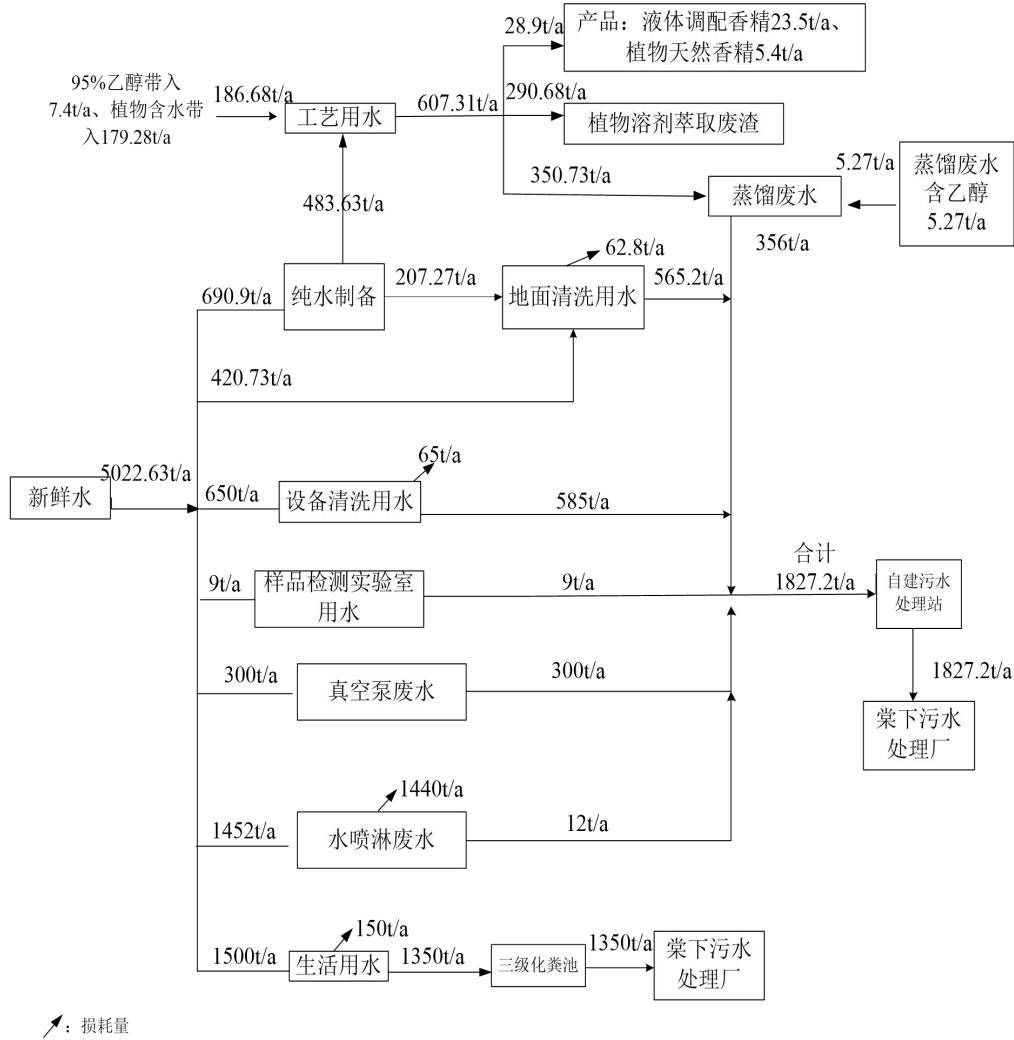 28.9t/a
产品：液体调配香精23.5t/a、
植物天然香精5.4t/a
95%乙醇带入
7.4t/a、植物含水带
入179.28t/a
186.68t/a
工艺用水
607.31t/a
290.68t/a
植物溶剂萃取废渣
350.73t/a
蒸馏废水
5.27t/a
蒸馏废水
含乙醇
5.27t/a
483.63t/a
356t/a
690.9t/a
纯水制备
207.27t/a
62.8t/a
地面清洗用水
565.2t/a
420.73t/a
新鲜水
5022.63t/a
65t/a
650t/a
设备清洗用水
585t/a
9t/a
样品检测实验室
用水
9t/a
合计
1827.2t/a
自建污水
处理站
300t/a
真空泵废水
300t/a
1827.2t/a
棠下污水
处理厂
1440t/a
1452t/a
水喷淋废水
12t/a
150t/a
1500t/a
生活用水
1350t/a
三级化粪池
1350t/a
棠下污水
处理厂
：损耗量